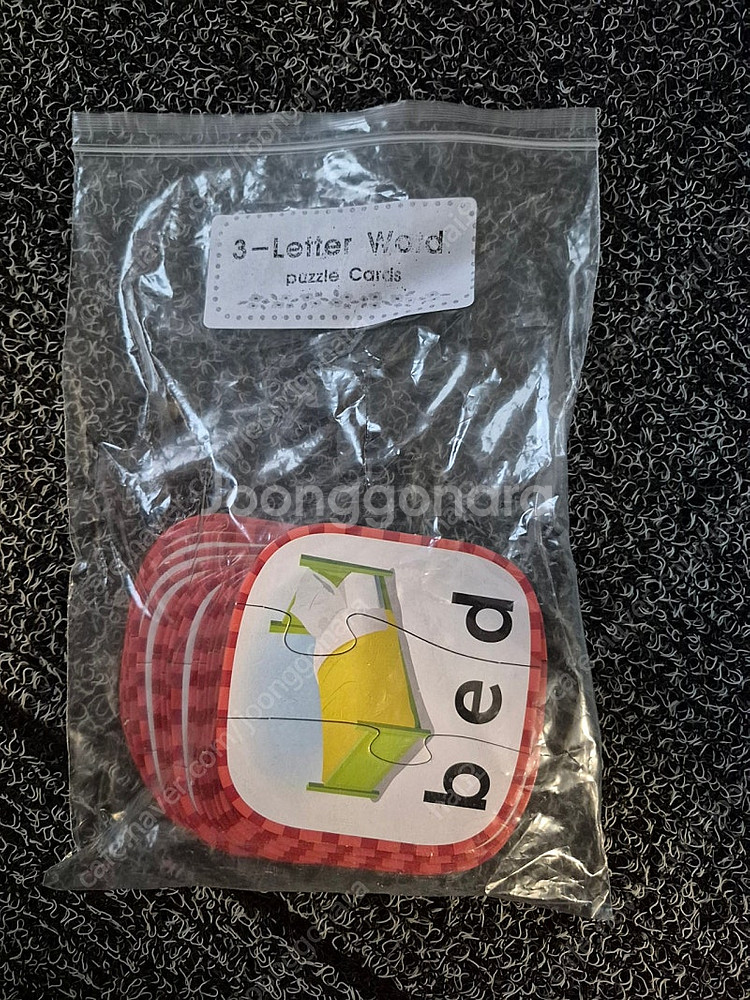 3-Letter Word
puzzle Cards
Joonggonara
bed